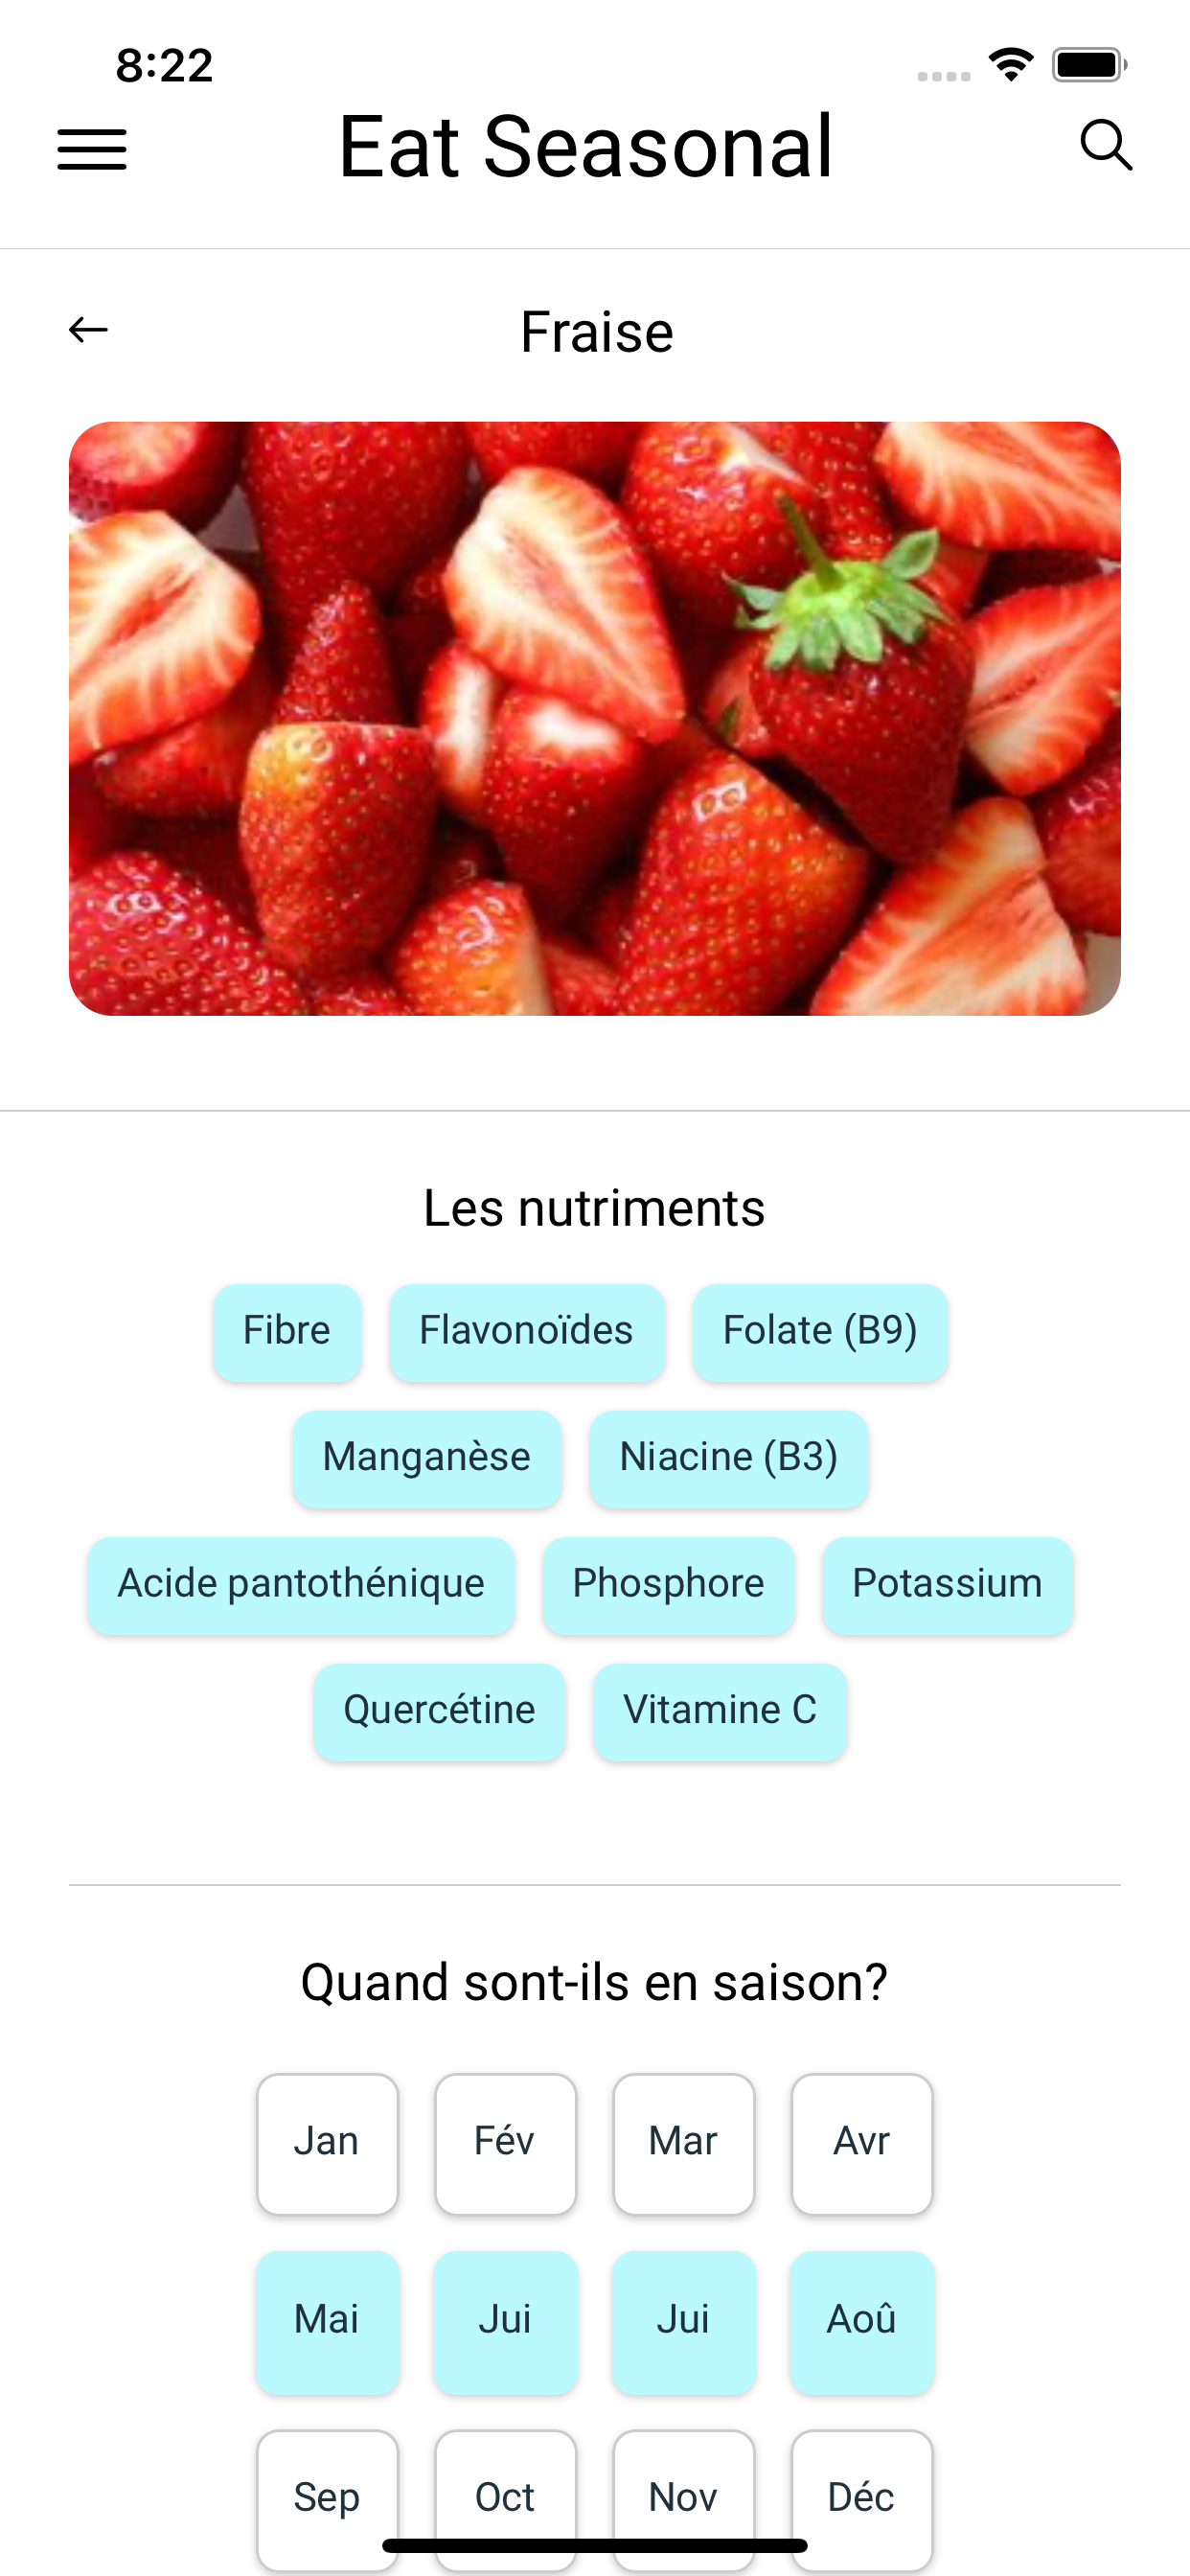 8:22
Eat Seasonal
Fraise
Les nutriments
Fibre Flavonoïdes Folate (B9)
Manganèse Niacine (B3)
Acide pantothénique Phosphore Potassium
Quercétine Vitamine C
Quand sont-ils en saison?
Jan Fév Mar Avr
Mai Jui Jui Aoû
Sep Oct Nov Déc